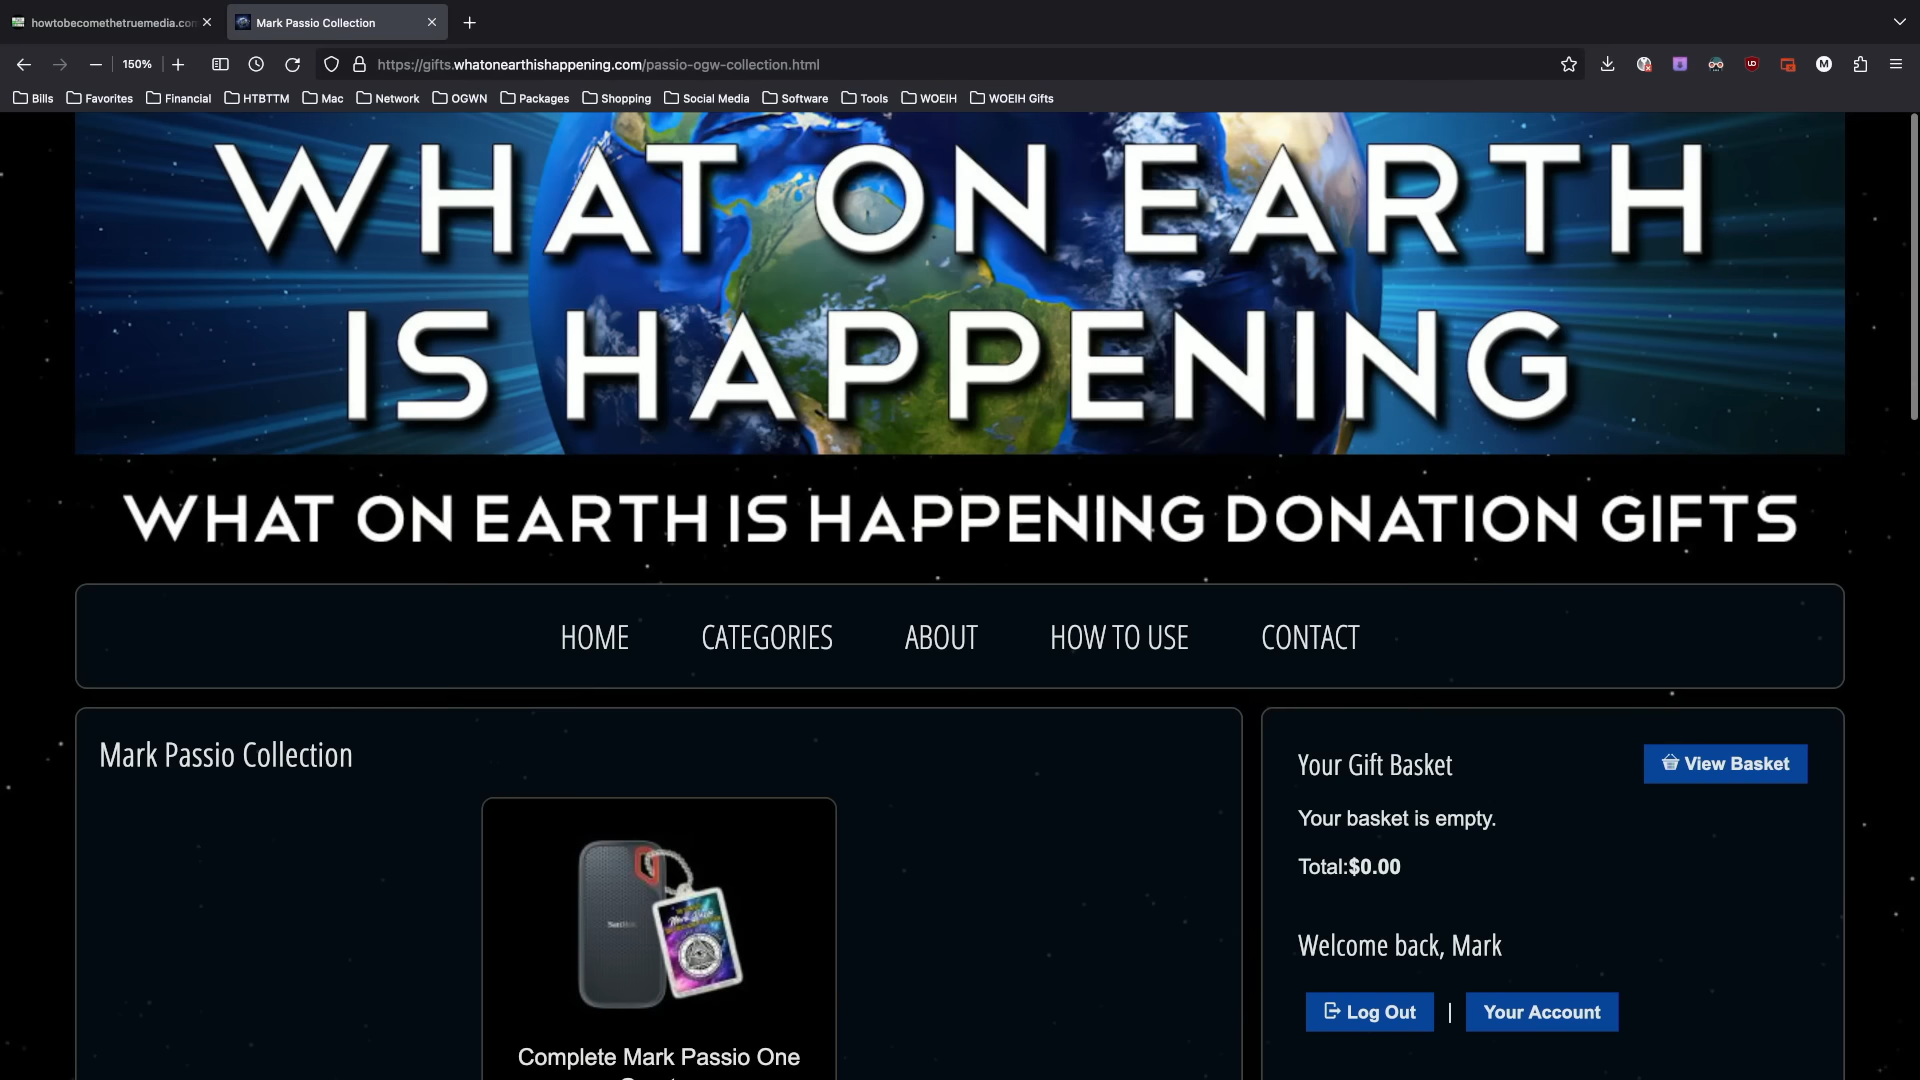 howtobecomethetruemedia.com
Mark Passio Collection
150%
https://gifts.whatonearthishappening.com/passio-ogw-collection.html
Bills Favorites Financial HTBTTM Mac Network OGWN Packages Shopping Social Media Software Tools WOEIH WOEIH Gifts
WHAT ON EARTH
IS HAPPENING
WHAT ON EARTH IS HAPPENING DONATION GIFTS
HOME CATEGORIES ABOUT HOW TO USE CONTACT
Mark Passio Collection
SanDisk
Complete Mark Passio One
Your Gift Basket
View Basket
Your basket is empty.
Total:$0.00
Welcome back, Mark
Log Out | Your Account